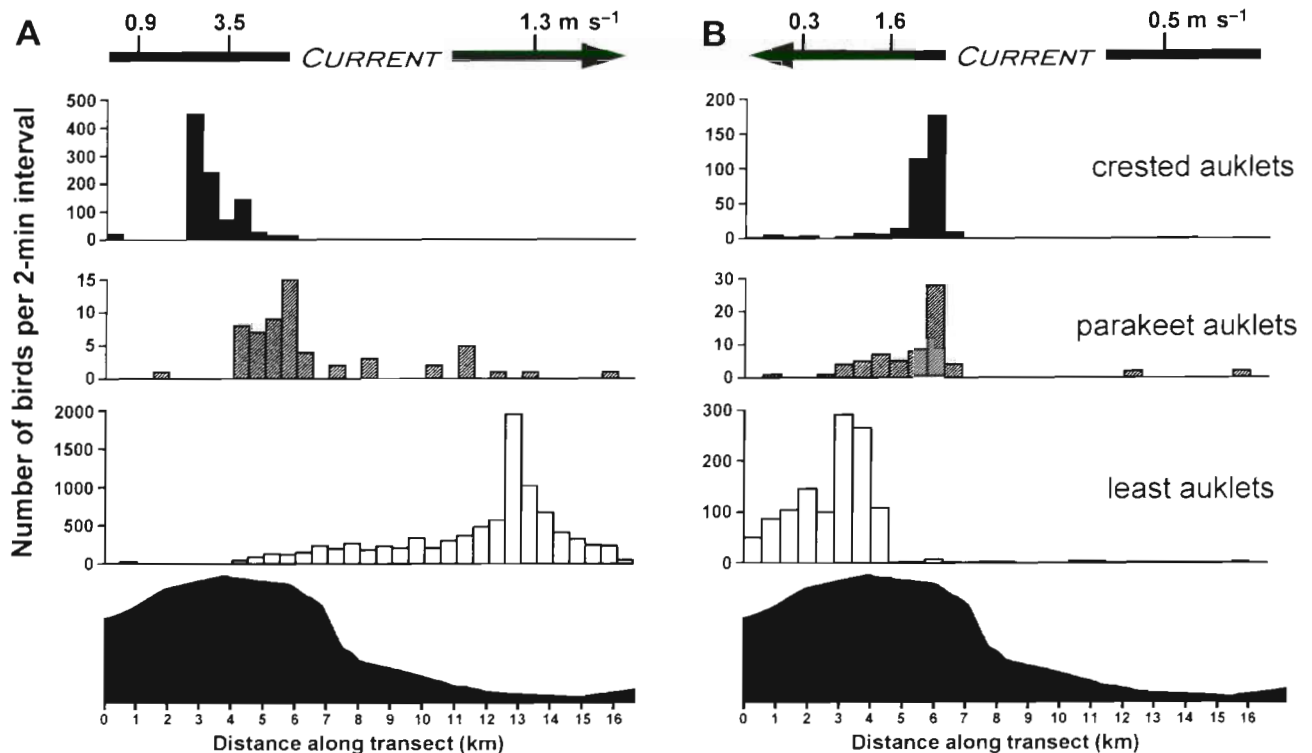 A
0.9 3.5 1.3 m s⁻¹
CURRENT
Number of birds per 2-min interval
500
400
300
200
100
0
15
10
5
0
2000
1500
1000
500
0
0 1 2 3 4 5 6 7 8 9 10 11 12 13 14 15 16
Distance along transect (km)
B
0.3 1.6 0.5 m s⁻¹
CURRENT
200
150
100
50
0
crested auklets
30
20
10
0
parakeet auklets
300
200
100
0
least auklets
0 1 2 3 4 5 6 7 8 9 10 11 12 13 14 15 16
Distance along transect (km)